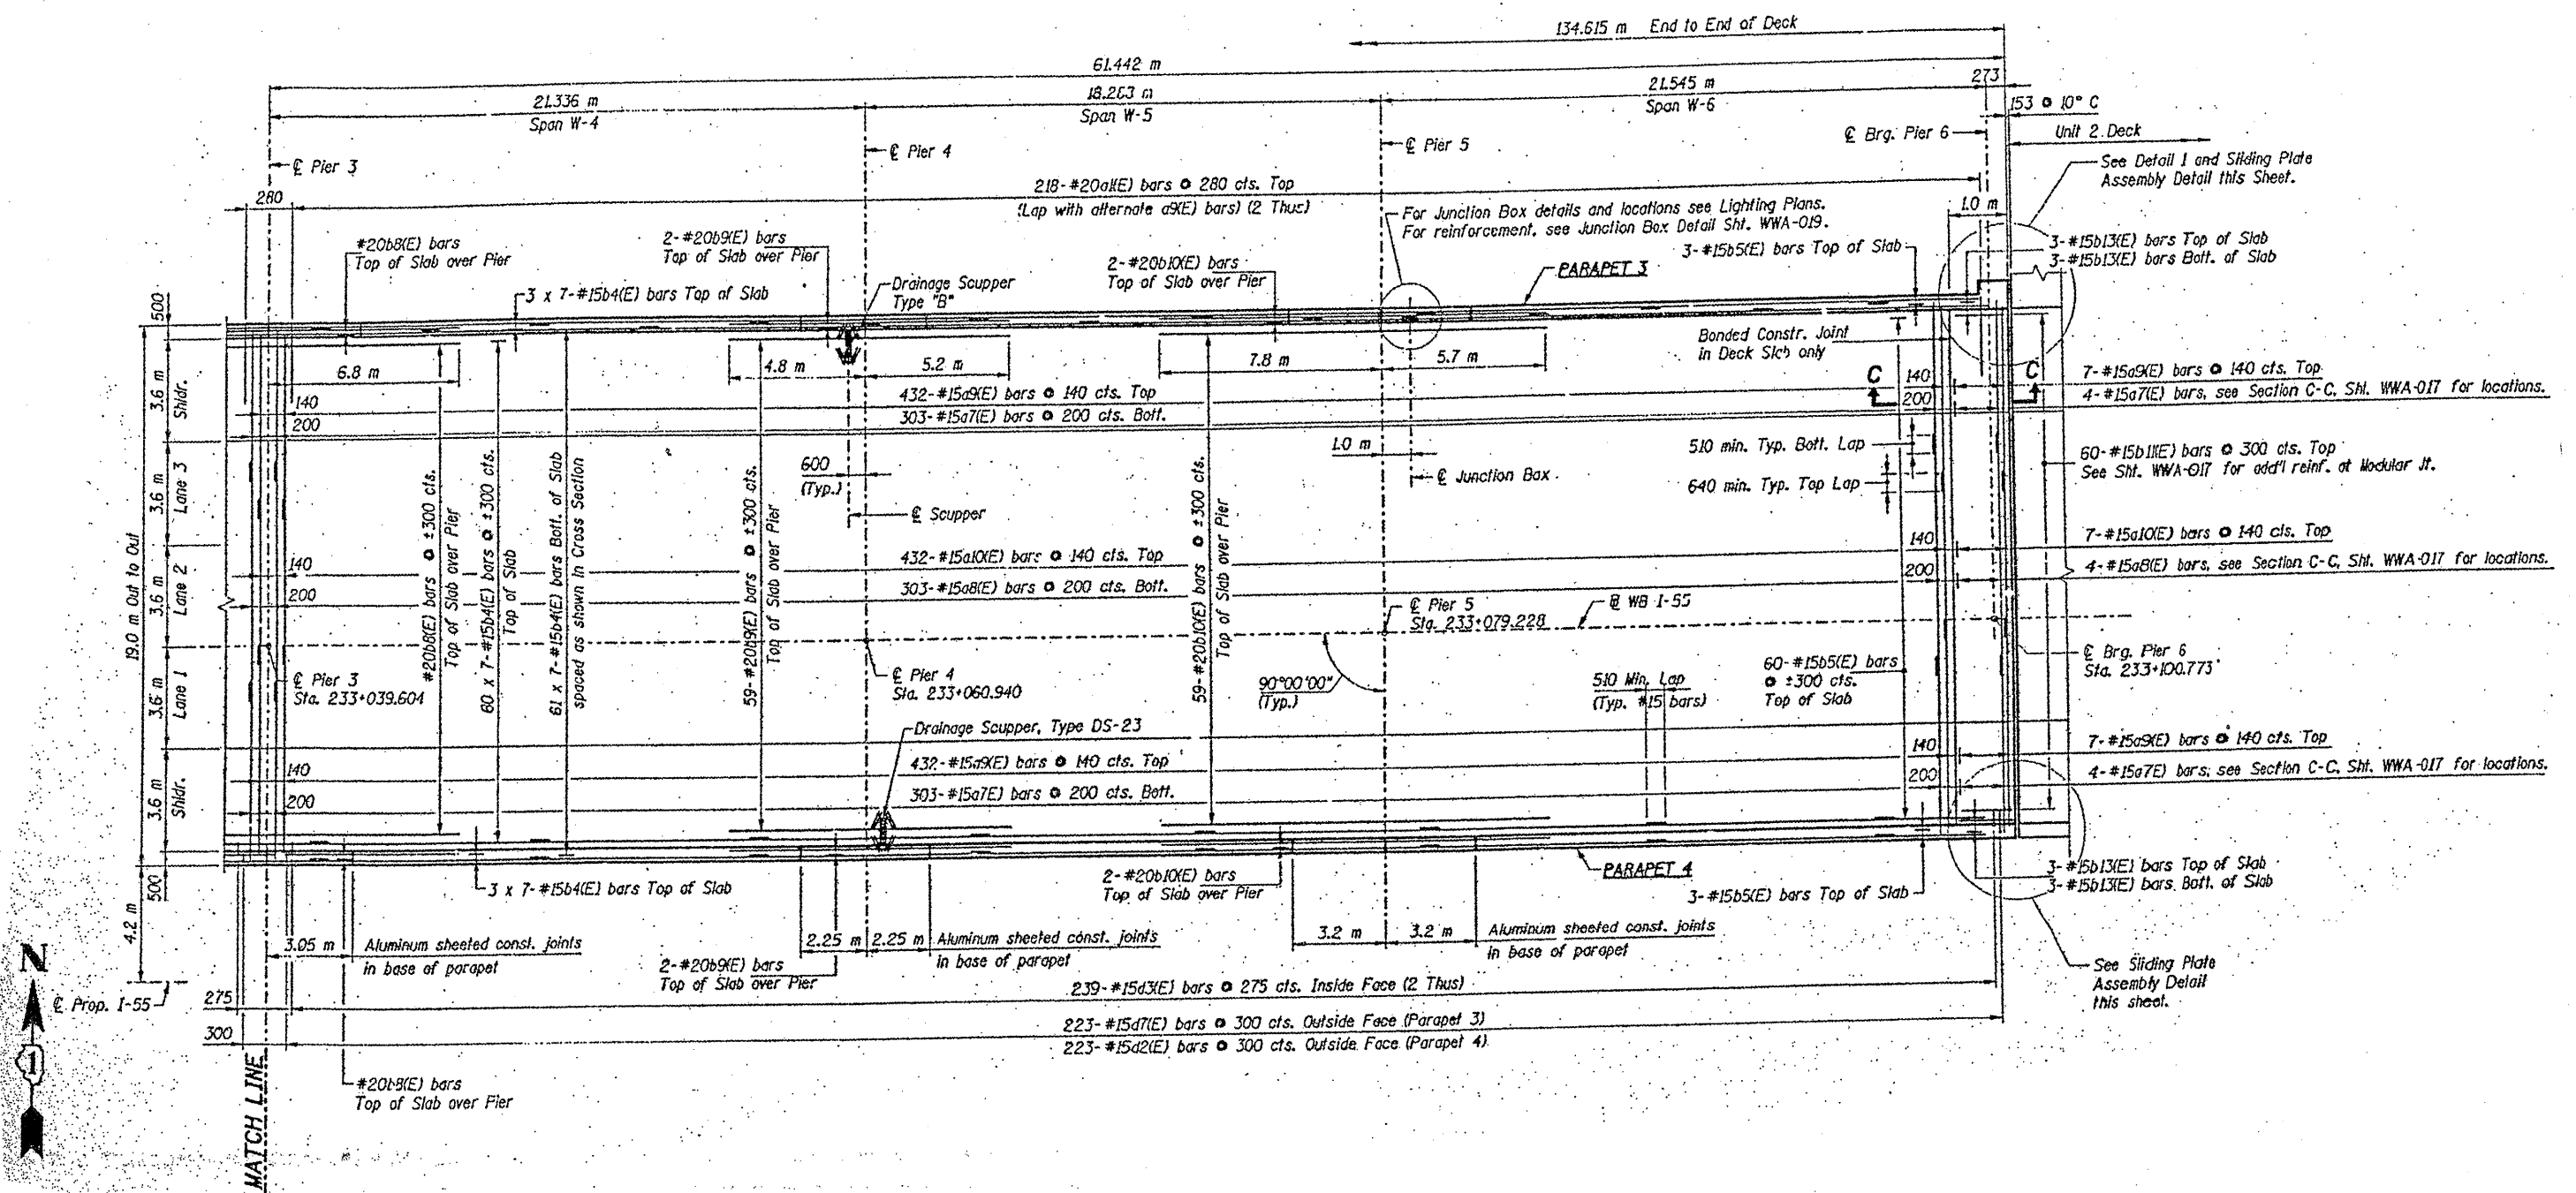 134.615 m End to End of Deck
61.442 m
21.336 m
Span W-4
18.263 m
Span W-5
21.545 m
Span W-6
273
153 @ 10° C
Unit 2 Deck
℄ Pier 3
℄ Pier 4
℄ Pier 5
℄ Brg. Pier 6
See Detail 1 and Sliding Plate
Assembly Detail this Sheet.
280
218-#20a1(E) bars @ 280 cts. Top
(Lap with alternate a9(E) bars) (2 Thus)
For Junction Box details and locations see Lighting Plans.
For reinforcement, see Junction Box Detail Sht. WWA-019.
1.0 m
#20b8(E) bars
Top of Slab over Pier
2-#20b9(E) bars
Top of Slab over Pier
2-#20b10(E) bars
Top of Slab over Pier
3-#15b5(E) bars Top of Slab
3-#15b13(E) bars Top of Slab
3-#15b13(E) bars Bott. of Slab
PARAPET 3
3 x 7-#15b4(E) bars Top of Slab
Drainage Scupper
Type "B"
500
Bonded Constr. Joint
in Deck Slab only
6.8 m
4.8 m
5.2 m
7.8 m
5.7 m
C
C
140
7-#15a9(E) bars @ 140 cts. Top
200
4-#15a7(E) bars, see Section C-C, Sht. WWA-017 for locations.
140
432-#15a9(E) bars @ 140 cts. Top
200
303-#15a7(E) bars @ 200 cts. Bott.
3.6 m
Shldr.
3.6 m
Lane 3
3.6 m
Lane 2
3.6 m
Lane 1
3.6 m
Shldr.
19.0 m Out to Out
#20b8(E) bars @ ±300 cts.
Top of Slab over Pier
60 x 7-#15b4(E) bars @ ±300 cts.
Top of Slab
61 x 7-#15b4(E) bars Bott. of Slab
spaced as shown in Cross Section
59-#20b9(E) bars @ ±300 cts.
Top of Slab over Pier
59-#20b10(E) bars @ ±300 cts.
Top of Slab over Pier
600
(Typ.)
1.0 m
510 min. Typ. Bott. Lap
60-#15b11(E) bars @ 300 cts. Top
See Sht. WWA-017 for add'l reinf. at Modular Jt.
℄ Junction Box
640 min. Typ. Top Lap
℄ Scupper
140
432-#15a10(E) bars @ 140 cts. Top
140
7-#15a10(E) bars @ 140 cts. Top
200
303-#15a8(E) bars @ 200 cts. Bott.
200
4-#15a8(E) bars, see Section C-C, Sht. WWA-017 for locations.
℄ Pier 5
Sta. 233+079.228
℄ WB I-55
℄ Pier 3
Sta. 233+039.604
℄ Pier 4
Sta. 233+060.940
90°00'00"
(Typ.)
510 Min. Lap
(Typ. #15 bars)
60-#15b5(E) bars
@ ±300 cts.
Top of Slab
℄ Brg. Pier 6
Sta. 233+100.773
Drainage Scupper, Type DS-23
140
432-#15a9(E) bars @ 140 cts. Top
140
7-#15a9(E) bars @ 140 cts. Top
200
303-#15a7E) bars @ 200 cts. Bott.
200
4-#15a7E) bars, see Section C-C, Sht. WWA-017 for locations.
500
4.2 m
3 x 7-#15b4(E) bars Top of Slab
2-#20b10(E) bars
Top of Slab over Pier
PARAPET 4
3-#15b5(E) bars Top of Slab
3-#15b13(E) bars Top of Slab
3-#15b13(E) bars Bott. of Slab
3.05 m
Aluminum sheeted const. joints
in base of parapet
2.25 m
2.25 m
Aluminum sheeted const. joints
in base of parapet
3.2 m
3.2 m
Aluminum sheeted const. joints
in base of parapet
2-#20b9(E) bars
Top of Slab over Pier
See Sliding Plate
Assembly Detail
this sheet.
N
1
℄ Prop. I-55
275
239-#15d3(E) bars @ 275 cts. Inside Face (2 Thus)
300
223-#15d7(E) bars @ 300 cts. Outside Face (Parapet 3)
223-#15d2(E) bars @ 300 cts. Outside Face (Parapet 4)
#20b8(E) bars
Top of Slab over Pier
MATCH LINE